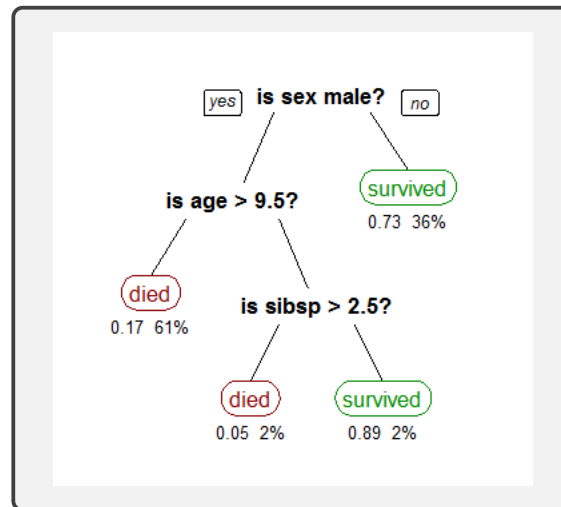 yes is sex male? no
survived
is age > 9.5?
0.73 36%
died
is sibsp > 2.5?
0.17 61%
died survived
0.05 2% 0.89 2%